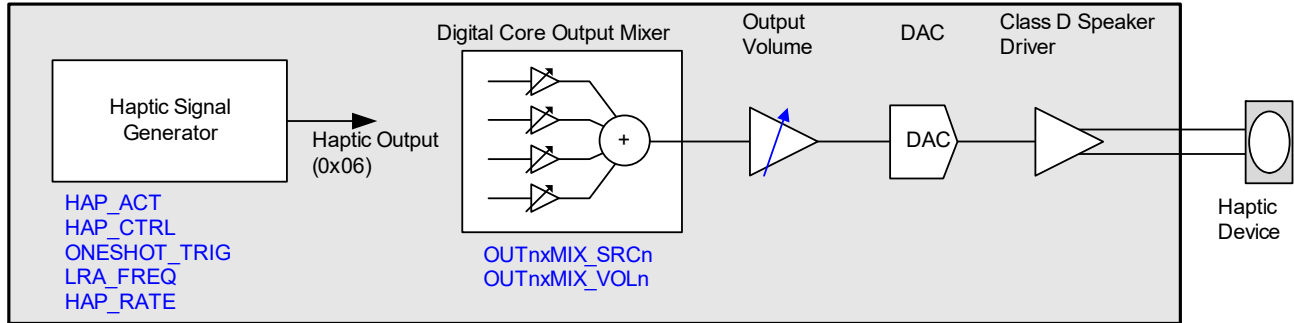 Haptic Signal
Generator
Haptic Output
(0x06)
HAP_ACT
HAP_CTRL
ONESHOT_TRIG
LRA_FREQ
HAP_RATE
Digital Core Output Mixer
+
OUTnxMIX_SRCn
OUTnxMIX_VOLn
Output
Volume
DAC
DAC
Class D Speaker
Driver
Haptic
Device